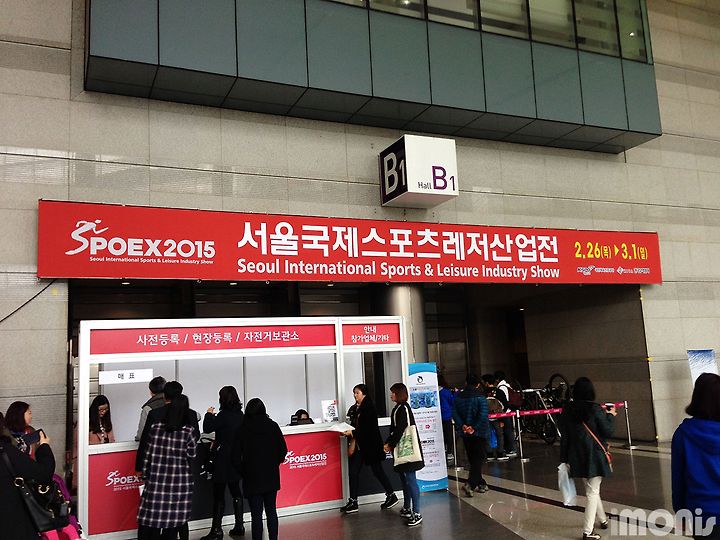 B1
Hall B1
SPOEX2015
Seoul International Sports & Leisure Industry Show
서울국제스포츠레저산업전
Seoul International Sports & Leisure Industry Show
2.26(목) ▶ 3.1(일)
사전등록 / 현장등록 / 자전거보관소
안내
참가업체/기타
매 표
SPOEX2015
SPOEX2015
imonis